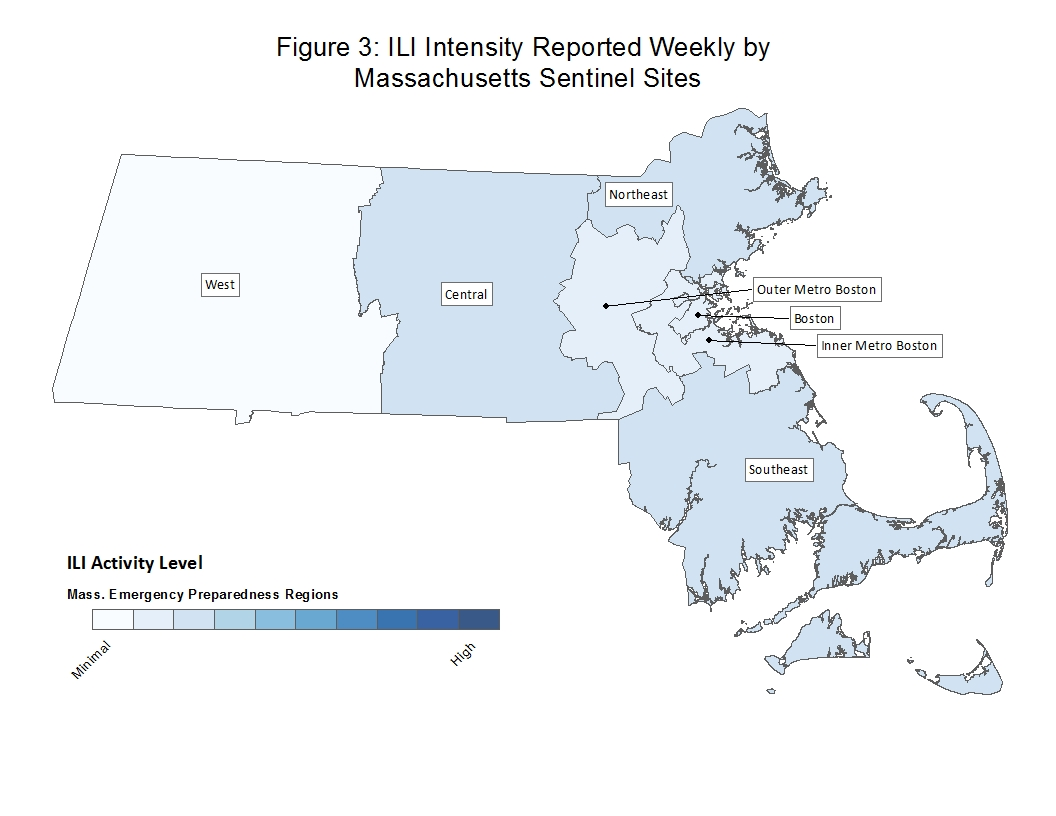 Figure 3: ILI Intensity Reported Weekly by
Massachusetts Sentinel Sites
Northeast
West
Central
Outer Metro Boston
Boston
Inner Metro Boston
Southeast
ILI Activity Level
Mass. Emergency Preparedness Regions
Minimal
High